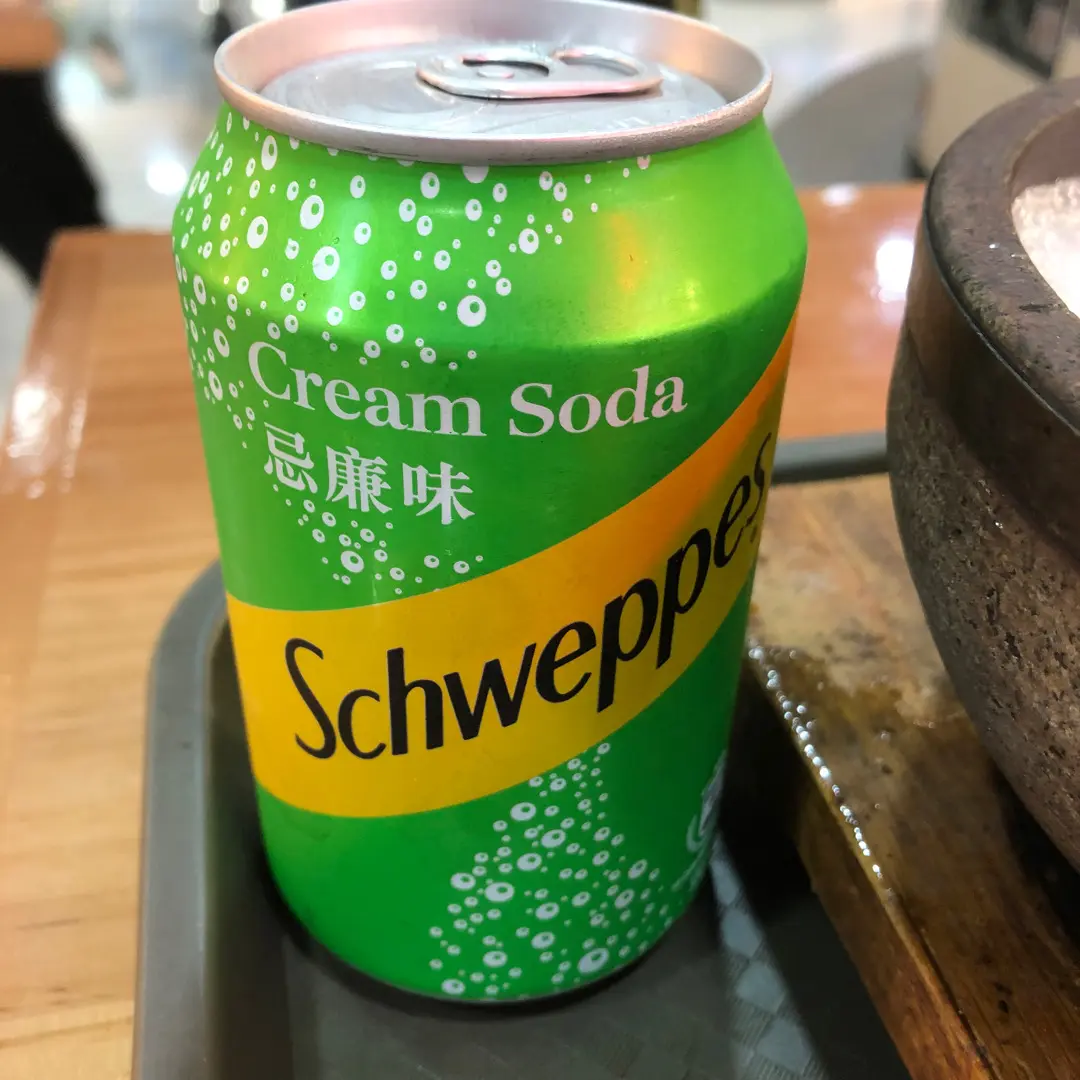 Cream Soda
忌廉味
Schweppes